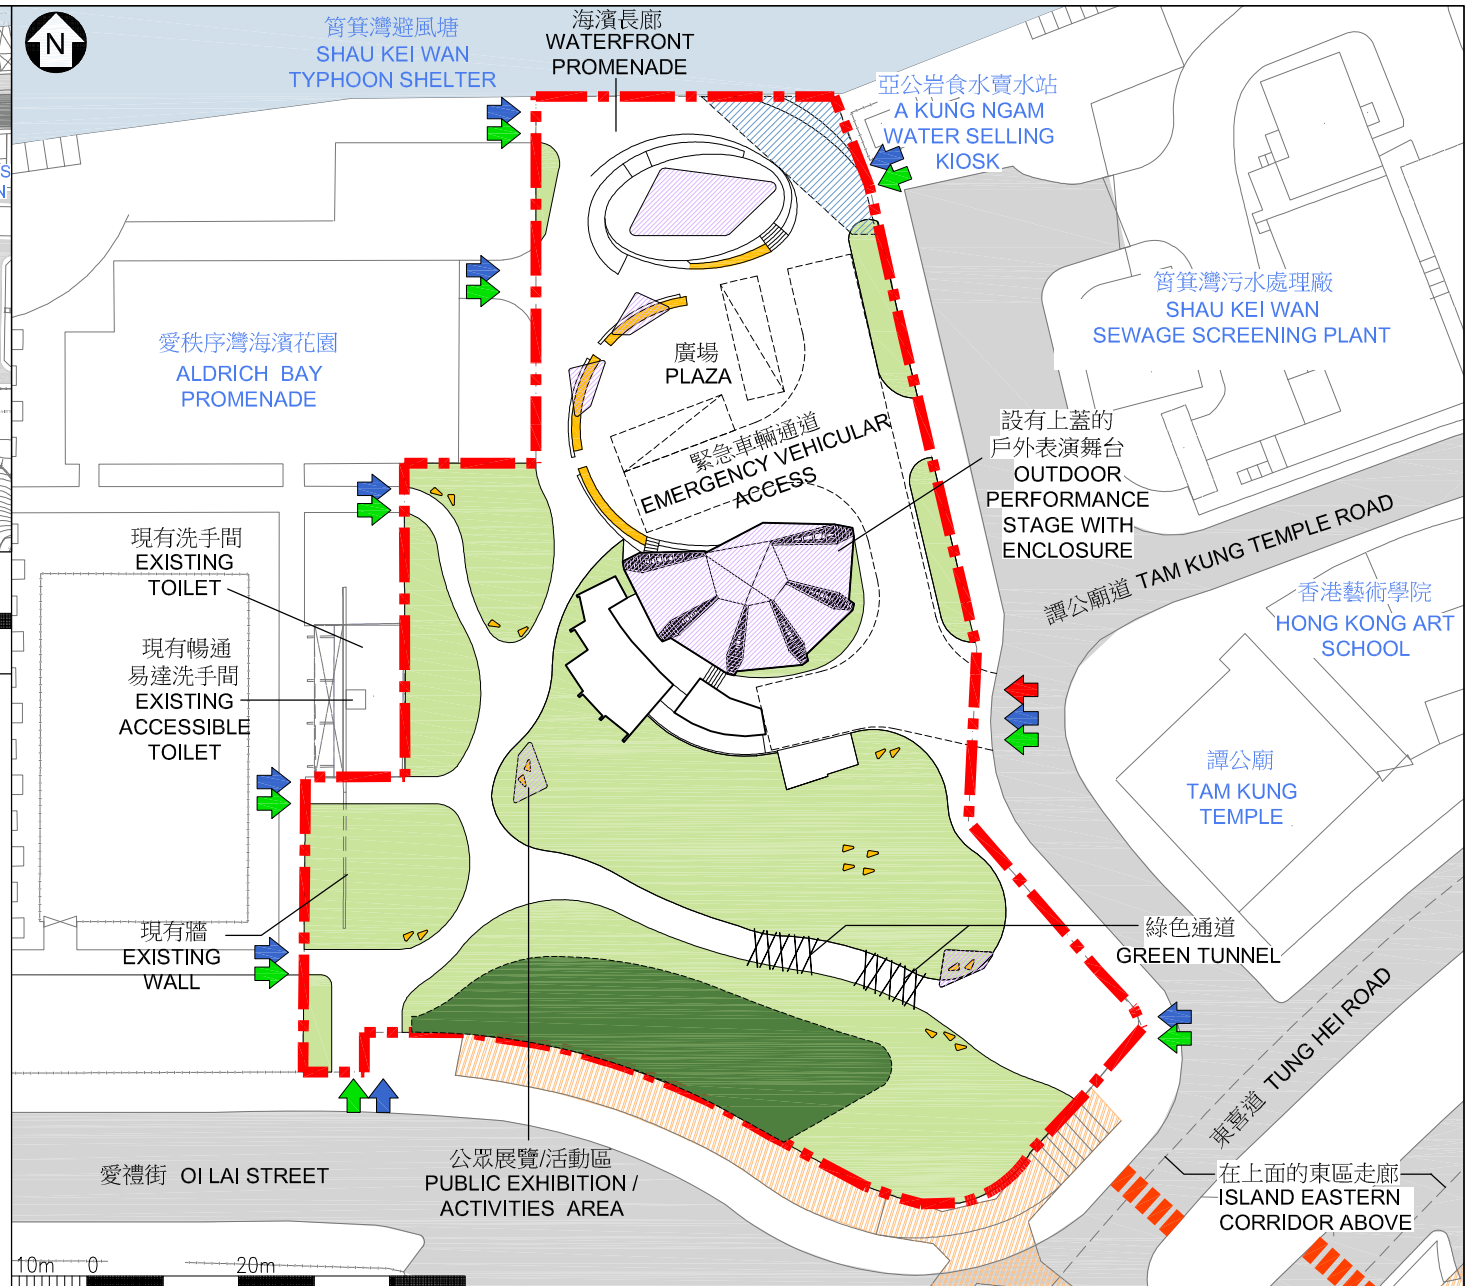 N
筲箕灣避風塘
SHAU KEI WAN
TYPHOON SHELTER
海濱長廊
WATERFRONT
PROMENADE
亞公岩食水賣水站
A KUNG NGAM
WATER SELLING
KIOSK
S
N
筲箕灣污水處理廠
SHAU KEI WAN
SEWAGE SCREENING PLANT
愛秩序灣海濱花園
ALDRICH BAY
PROMENADE
廣場
PLAZA
緊急車輛通道
EMERGENCY VEHICULAR
ACCESS
設有上蓋的
戶外表演舞台
OUTDOOR
PERFORMANCE
STAGE WITH
ENCLOSURE
譚公廟道 TAM KUNG TEMPLE ROAD
現有洗手間
EXISTING
TOILET
香港藝術學院
HONG KONG ART
SCHOOL
現有暢通
易達洗手間
EXISTING
ACCESSIBLE
TOILET
譚公廟
TAM KUNG
TEMPLE
現有牆
EXISTING
WALL
綠色通道
GREEN TUNNEL
東喜道 TUNG HEI ROAD
愛禮街 OI LAI STREET
公眾展覽/活動區
PUBLIC EXHIBITION /
ACTIVITIES AREA
在上面的東區走廊
ISLAND EASTERN
CORRIDOR ABOVE
10m 0 20m